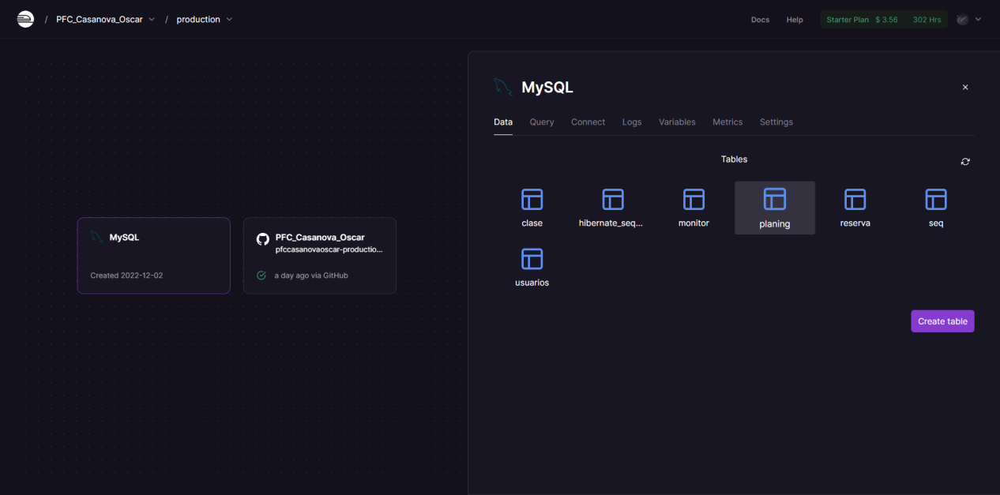 / PFC_Casanova_Oscar / production
Docs Help Starter Plan $ 3.56 302 Hrs
MySQL
Created 2022-12-02
PFC_Casanova_Oscar
pfccasanovaoscar-productio...
a day ago via GitHub
MySQL
Data Query Connect Logs Variables Metrics Settings
Tables
clase hibernate_seq... monitor planing reserva seq
usuarios
Create table